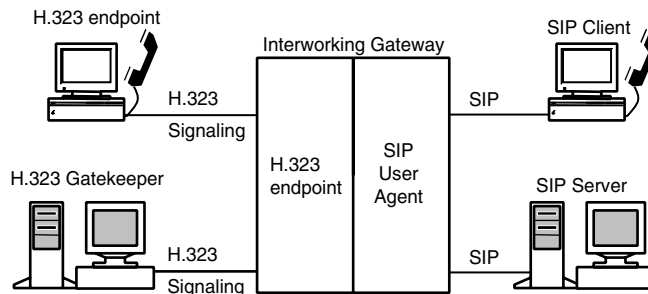 H.323 endpoint
Interworking Gateway
SIP Client
H.323
Signaling
SIP
H.323
endpoint
SIP
User
Agent
H.323 Gatekeeper
SIP Server
H.323
Signaling
SIP